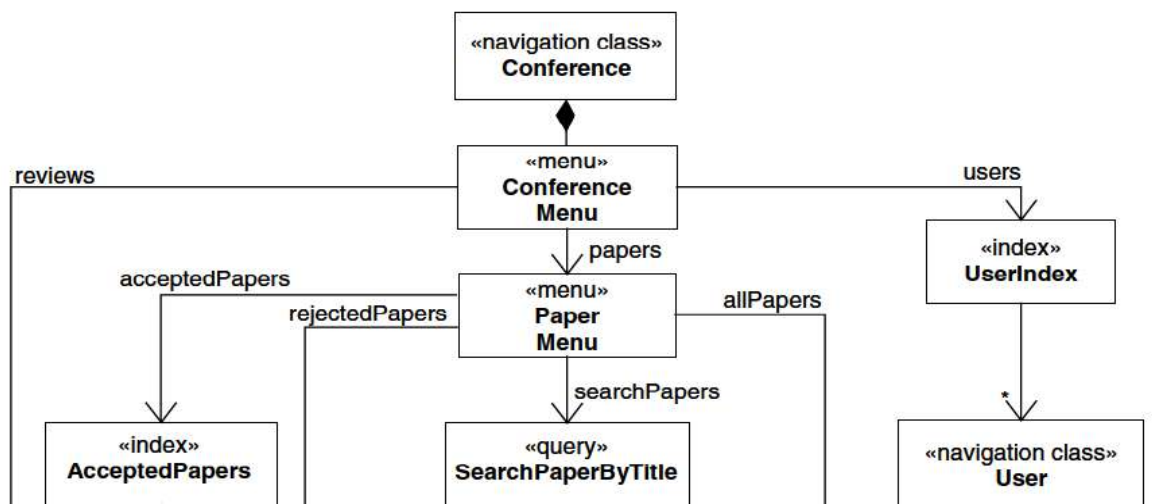 «navigation class»
Conference
«menu»
Conference
Menu
reviews
users
«index»
UserIndex
papers
«menu»
Paper
Menu
acceptedPapers
rejectedPapers
allPapers
searchPapers
*
«index»
AcceptedPapers
«query»
SearchPaperByTitle
«navigation class»
User